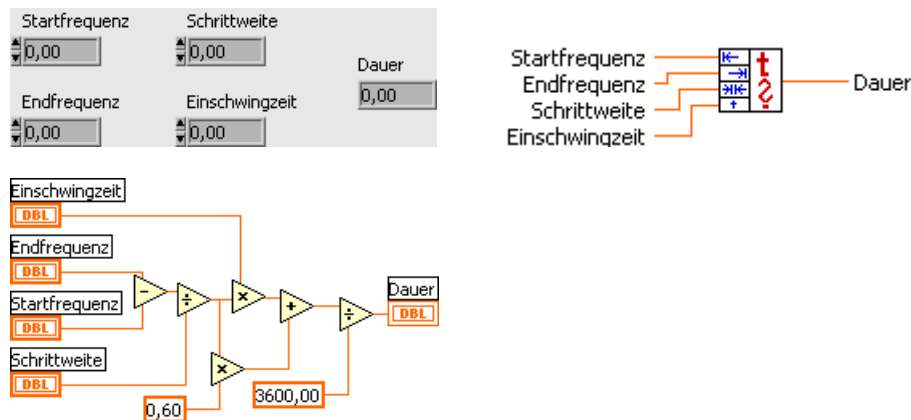 Startfrequenz Schrittweite
0,00 0,00
Dauer
0,00
Endfrequenz Einschwingzeit
0,00 0,00
Startfrequenz
Endfrequenz
Schrittweite
Einschwingzeit
t
Dauer
Einschwingzeit
DBL
Endfrequenz
DBL
Startfrequenz
DBL
Schrittweite
DBL
- ÷ × + ÷
×
0,60
3600,00
Dauer
DBL